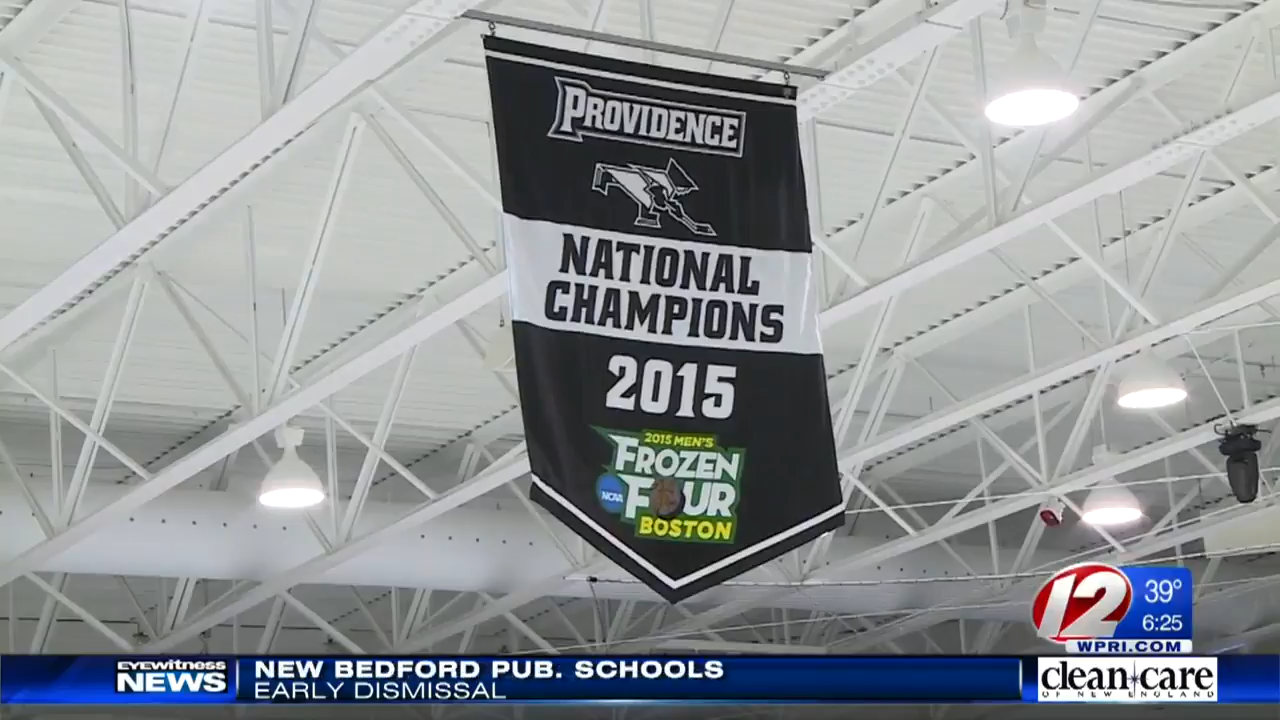 PROVIDENCE
NATIONAL
CHAMPIONS
2015
2015 MEN'S
FROZEN
NCAA
FOUR
BOSTON
12
39°
6:25
WPRI.COM
EYEWITNESS
NEWS
NEW BEDFORD PUB. SCHOOLS
EARLY DISMISSAL
clean care
OF NEW ENGLAND